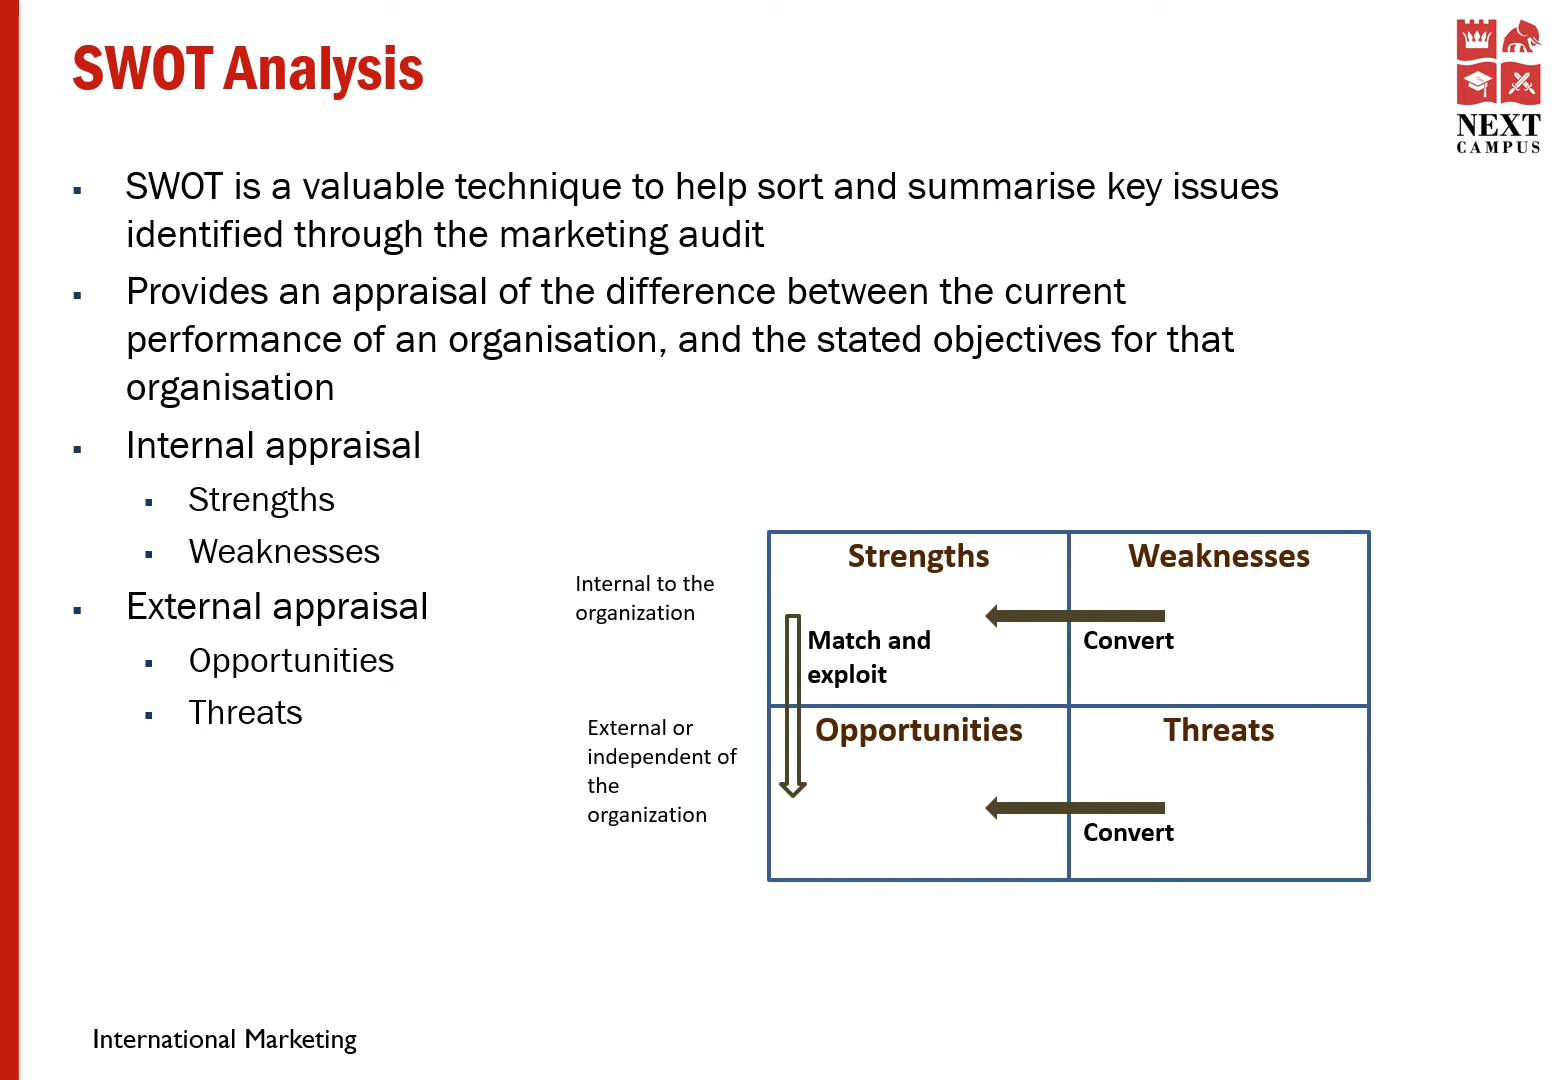 SWOT Analysis
NEXT
CAMPUS
SWOT is a valuable technique to help sort and summarise key issues
identified through the marketing audit
Provides an appraisal of the difference between the current
performance of an organisation, and the stated objectives for that
organisation
Internal appraisal
Strengths
Weaknesses
External appraisal
Opportunities
Threats
Internal to the
organization
External or
independent of
the
organization
Strengths
Weaknesses
Match and
exploit
Convert
Opportunities
Threats
Convert
International Marketing